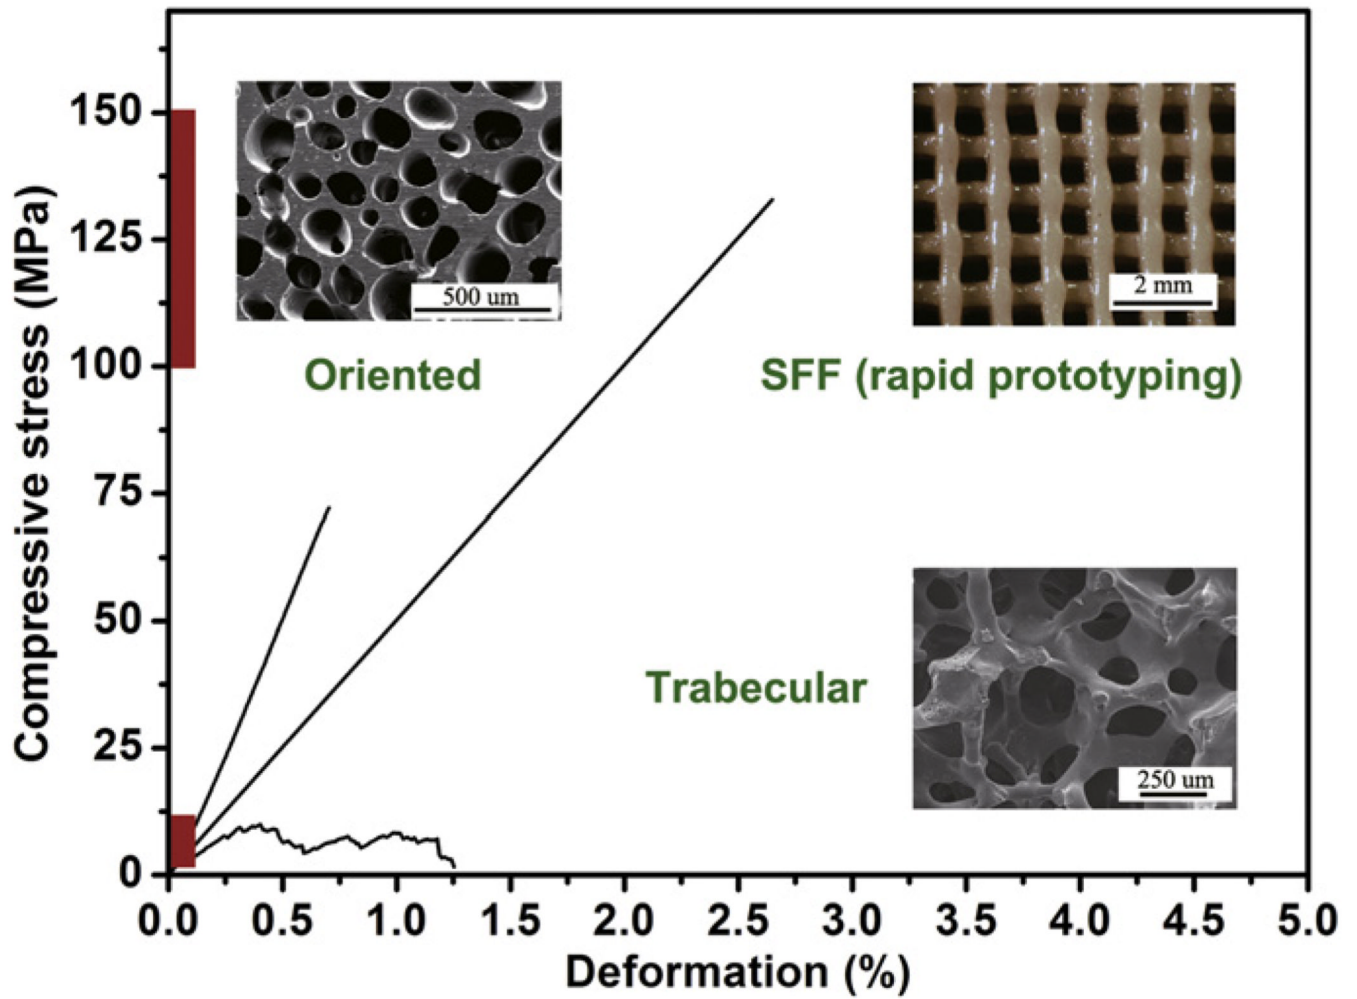 150
125
100
75
50
25
0
Compressive stress (MPa)
500 um
Oriented
2 mm
SFF (rapid prototyping)
Trabecular
250 um
0.0 0.5 1.0 1.5 2.0 2.5 3.0 3.5 4.0 4.5 5.0
Deformation (%)